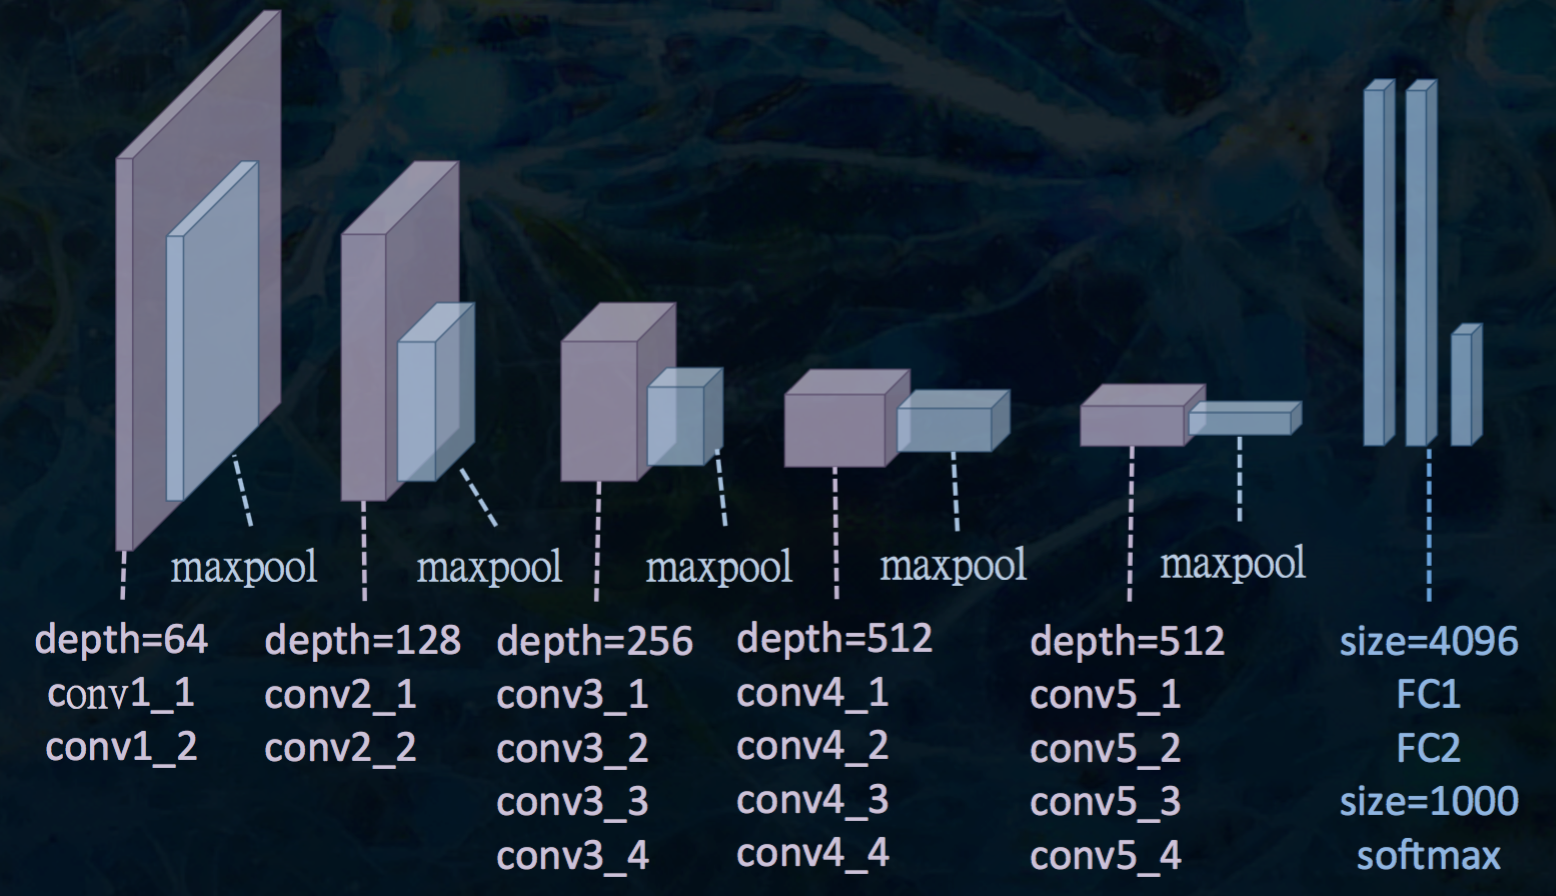 maxpool
maxpool
maxpool
maxpool
maxpool
depth=64
conv1_1
conv1_2
depth=128
conv2_1
conv2_2
depth=256
conv3_1
conv3_2
conv3_3
conv3_4
depth=512
conv4_1
conv4_2
conv4_3
conv4_4
depth=512
conv5_1
conv5_2
conv5_3
conv5_4
size=4096
FC1
FC2
size=1000
softmax